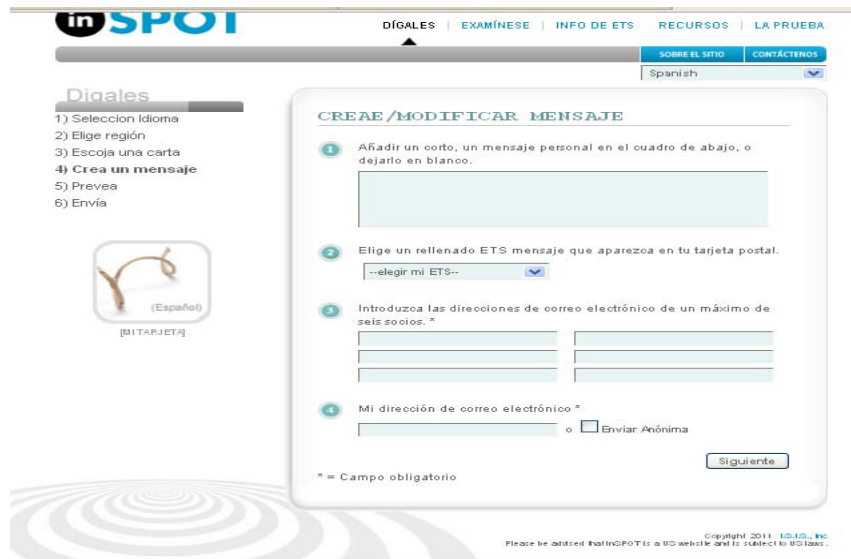 in SPOT
DÍGALES | EXAMÍNESE | INFO DE ETS RECURSOS | LA PRUEBA
SOBRE EL SITIO CONTÁCTENOS
Spanish
Digales
1) Seleccion Idioma
2) Elige región
3) Escoja una carta
4) Crea un mensaje
5) Prevea
6) Envía
(Español)
[MI TARJETA]
CREAE/MODIFICAR MENSAJE
1 Añadir un corto, un mensaje personal en el cuadro de abajo, o
dejarlo en blanco.
2 Elige un rellenado ETS mensaje que aparezca en tu tarjeta postal.
--elegir mi ETS--
3 Introduzca las direcciones de correo electrónico de un máximo de
seis socios. *
4 Mi dirección de correo electrónico *
o Enviar Anónima
Siguiente
* = Campo obligatorio
Copyright 2011 I.S.I.S., Inc
Please be advised that inSPOT is a US website and is subject to US laws.